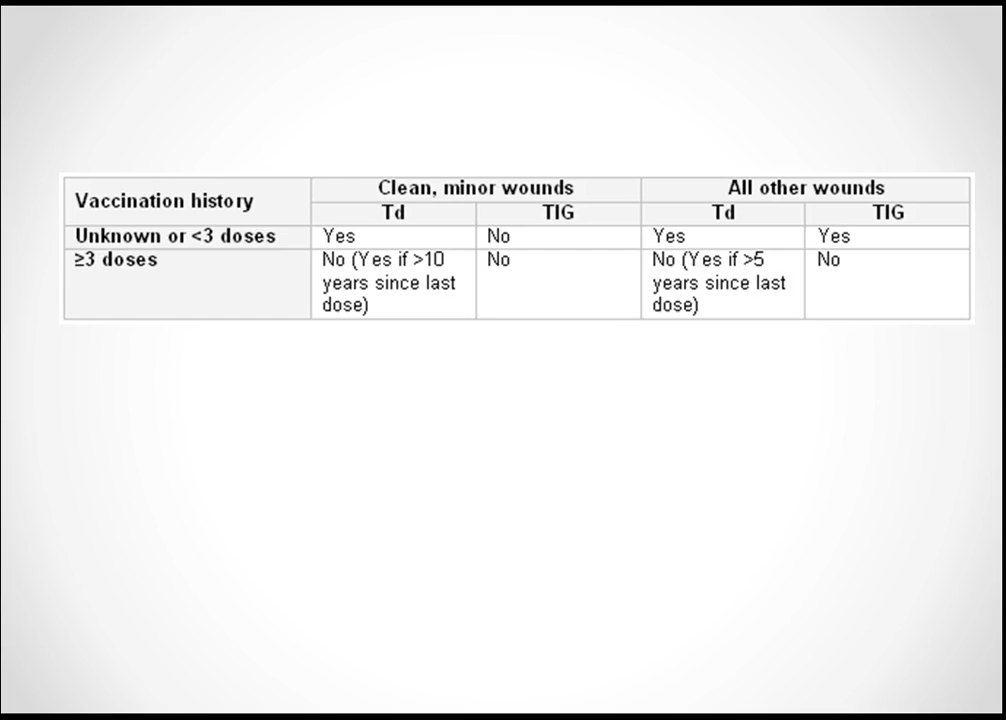 Vaccination history
Clean, minor wounds
All other wounds
Td
TIG
Td
TIG
Unknown or <3 doses
Yes
No
Yes
Yes
≥3 doses
No (Yes if >10
years since last
dose)
No
No (Yes if >5
years since last
dose)
No